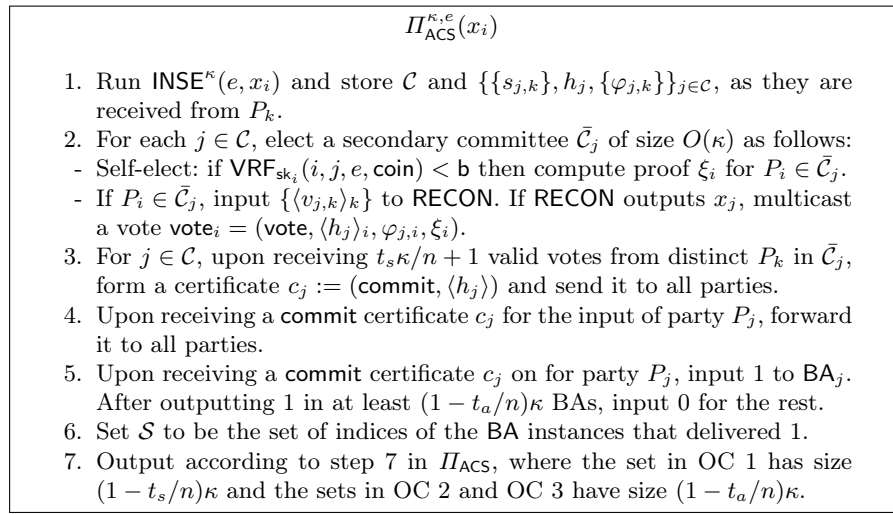 Π^{κ,e}_{ACS}(x_i)
1. Run INSE^κ(e, x_i) and store 𝒞 and {{s_{j,k}}, h_j, {φ_{j,k}}}_{j∈𝒞}, as they are
received from P_k.
2. For each j ∈ 𝒞, elect a secondary committee 𝒞̄_j of size O(κ) as follows:
- Self-elect: if VRF_{sk_i}(i, j, e, coin) < b then compute proof ξ_i for P_i ∈ 𝒞̄_j.
- If P_i ∈ 𝒞̄_j, input {⟨v_{j,k}⟩_k} to RECON. If RECON outputs x_j, multicast
a vote vote_i = (vote, ⟨h_j⟩_i, φ_{j,i}, ξ_i).
3. For j ∈ 𝒞, upon receiving t_sκ/n + 1 valid votes from distinct P_k in 𝒞̄_j,
form a certificate c_j := (commit, ⟨h_j⟩) and send it to all parties.
4. Upon receiving a commit certificate c_j for the input of party P_j, forward
it to all parties.
5. Upon receiving a commit certificate c_j on for party P_j, input 1 to BA_j.
After outputting 1 in at least (1 − t_a/n)κ BAs, input 0 for the rest.
6. Set 𝒮 to be the set of indices of the BA instances that delivered 1.
7. Output according to step 7 in Π_{ACS}, where the set in OC 1 has size
(1 − t_s/n)κ and the sets in OC 2 and OC 3 have size (1 − t_a/n)κ.